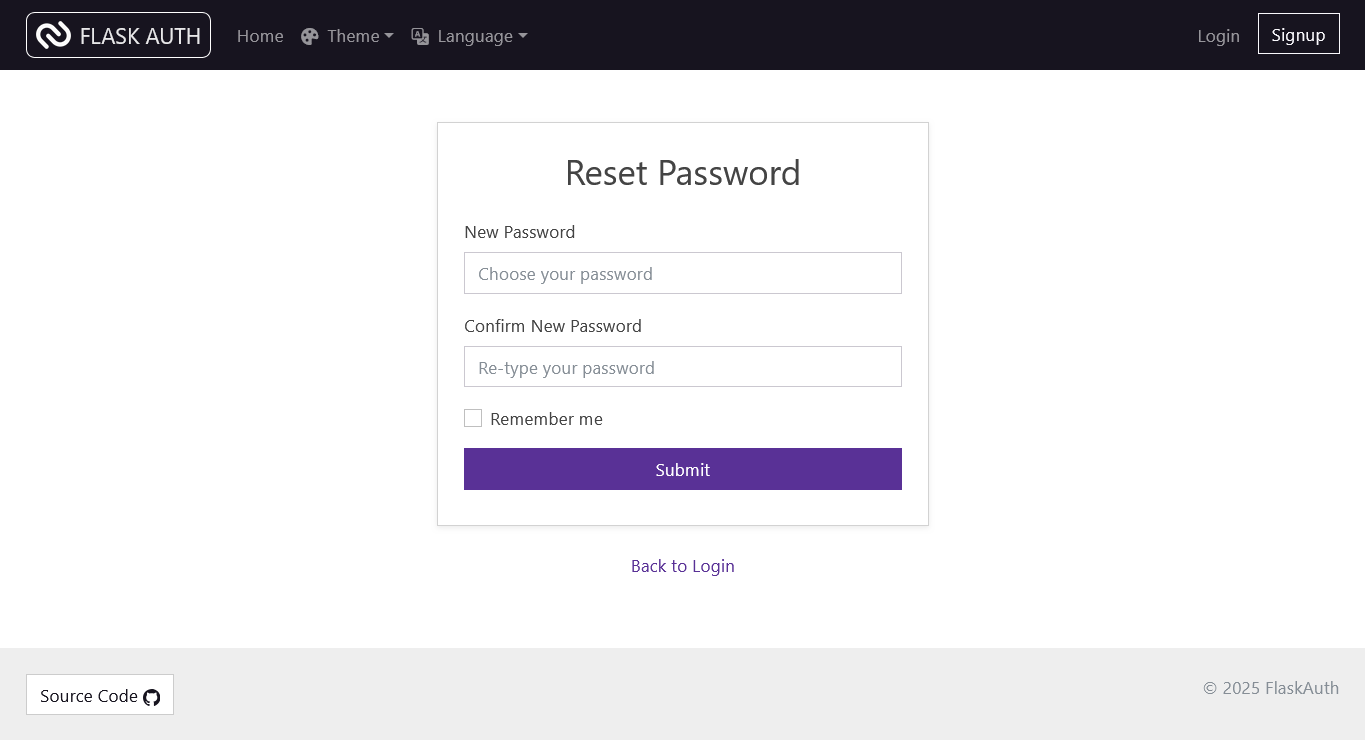 FLASK AUTH Home Theme Language Login Signup
Reset Password
New Password
Choose your password
Confirm New Password
Re-type your password
Remember me
Submit
Back to Login
Source Code © 2025 FlaskAuth